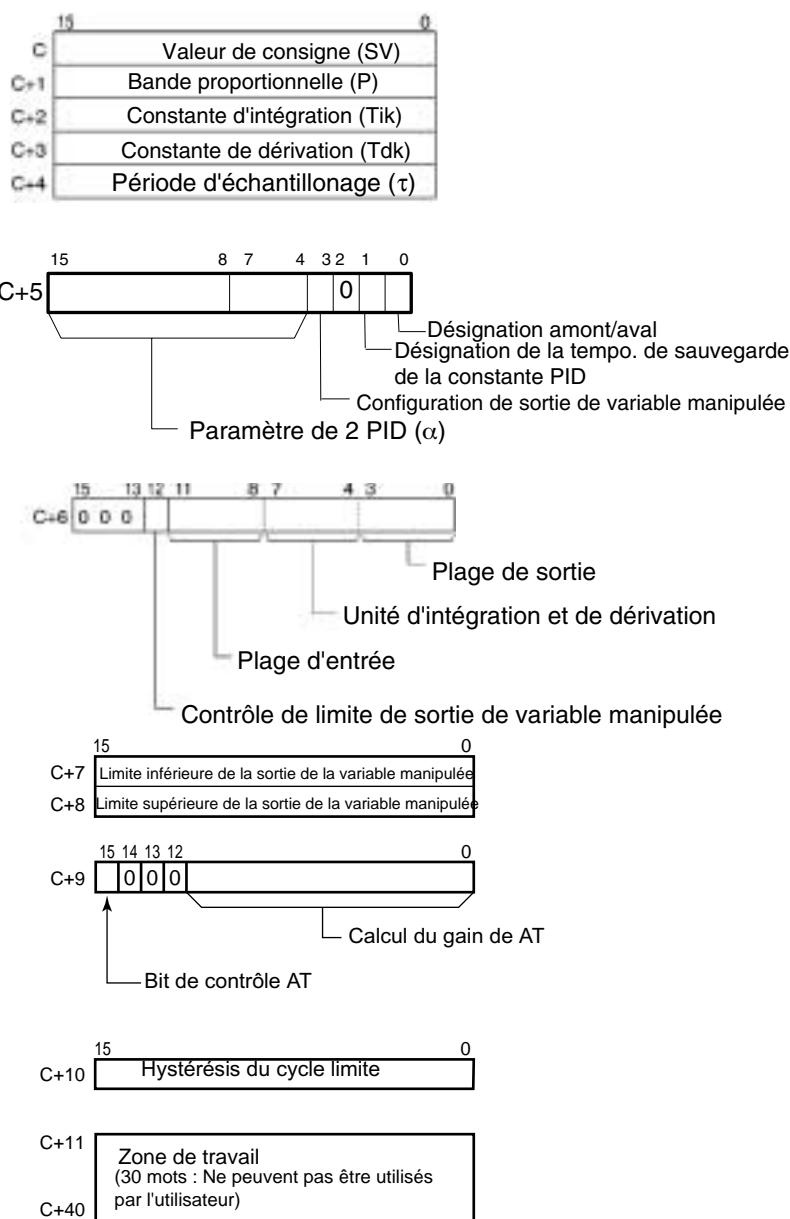 15 0
C Valeur de consigne (SV)
C+1 Bande proportionnelle (P)
C+2 Constante d'intégration (Tik)
C+3 Constante de dérivation (Tdk)
C+4 Période d'échantillonage (τ)
15 8 7 4 3 2 1 0
C+5 0
Désignation amont/aval
Désignation de la tempo. de sauvegarde
de la constante PID
Configuration de sortie de variable manipulée
Paramètre de 2 PID (α)
15 13 12 11 8 7 4 3 0
C+6 0 0 0
Plage de sortie
Unité d'intégration et de dérivation
Plage d'entrée
Contrôle de limite de sortie de variable manipulée
15 0
C+7 Limite inférieure de la sortie de la variable manipulée
C+8 Limite supérieure de la sortie de la variable manipulée
15 14 13 12 0
C+9 0 0 0
Calcul du gain de AT
Bit de contrôle AT
15 0
C+10 Hystérésis du cycle limite
C+11
Zone de travail
(30 mots : Ne peuvent pas être utilisés
par l'utilisateur)
C+40